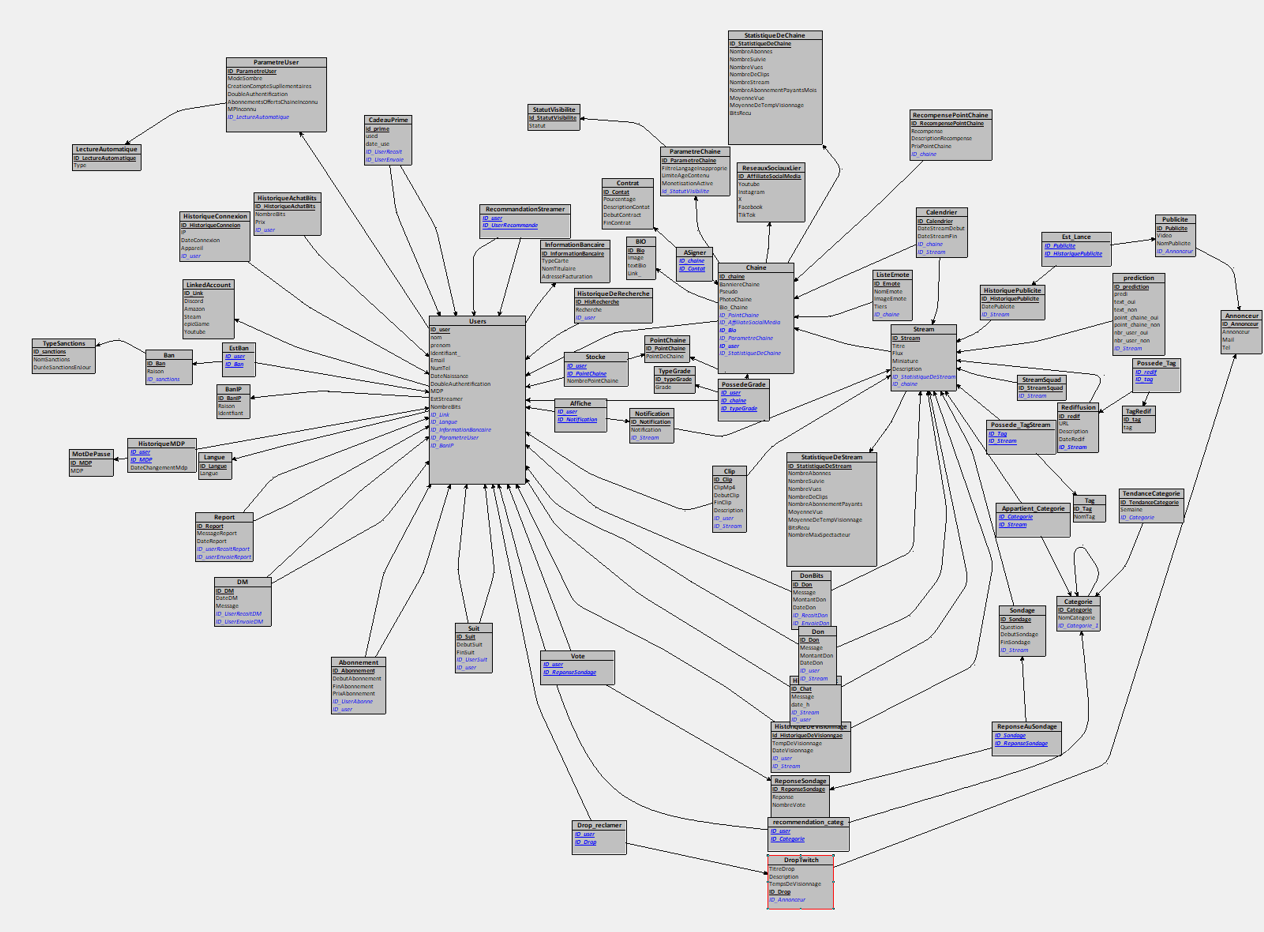 StatistiqueDeChaine
ID_StatistiqueDeChaine
NombreAbonnes
NombreSuivie
NombreVues
NombreDeClips
NombreStream
NombreAbonnementPayantsMois
MoyenneVue
MoyenneDeTempVisionnage
BitsRecu
ParametreUser
ID_ParametreUser
ModeSombre
CreationCompteSupllementaires
DoubleAuthentification
AbonnementsOffertsChaineInconnu
MPInconnu
ID_LectureAutomatique
LectureAutomatique
ID_LectureAutomatique
Type
CadeauPrime
id_prime
used
date_use
ID_UserRecoit
ID_UserEnvoie
StatutVisibilite
Id_StatutVisibilite
Statut
RecompensePointChaine
ID_RecompensePointChaine
Recompense
DescriptionRecompense
PrixPointChaine
ID_chaine
ParametreChaine
ID_ParametreChaine
FiltreLangageInapproprie
LimiteAgeContenu
MonetisationActive
Id_StatutVisibilite
ReseauxSociauxLier
ID_AffiliateSocialMedia
Youtube
Instagram
X
Facebook
TikTok
Contrat
ID_Contat
Pourcentage
DescriptionContat
DebutContract
FinContrat
HistoriqueAchatBits
ID_HistoriqueAchatBits
NombreBits
Prix
ID_user
HistoriqueConnexion
ID_HistoriqueConnexion
IP
DateConnexion
Appareil
ID_user
RecommandationStreamer
ID_user
ID_UserRecommande
InformationBancaire
ID_InformationBancaire
TypeCarte
NomTitulaire
AdresseFacturation
BIO
ID_Bio
Image
textBio
Link_
ASigner
ID_chaine
ID_Contat
Calendrier
ID_Calendrier
DateStreamDebut
DateStreamFin
ID_chaine
ID_Stream
Est_Lance
ID_Publicite
ID_HistoriquePublicite
Publicite
ID_Publicite
Video
NomPublicite
ID_Annonceur
Chaine
ID_chaine
BanniereChaine
Pseudo
PhotoChaine
Bio_Chaine
ID_PointChaine
ID_AffiliateSocialMedia
ID_Bio
ID_ParametreChaine
ID_user
ID_StatistiqueDeChaine
ListeEmote
ID_Emote
NomEmote
ImageEmote
Tiers
ID_chaine
HistoriquePublicite
ID_HistoriquePublicite
DatePublicite
ID_Stream
prediction
ID_prediction
predi
text_oui
text_non
point_chaine_oui
point_chaine_non
nbr_user_oui
nbr_user_non
ID_Stream
Annonceur
ID_Annonceur
Annonceur
Mail
Tel
LinkedAccount
ID_Link
Discord
Amazon
Steam
epicGame
Youtube
HistoriqueDeRecherche
ID_HisRecherche
Recherche
ID_user
Users
ID_user
nom
prenom
Identifiant_
Email
NumTel
DateNaissance
DoubleAuthentification
MDP
EstStreamer
NombreBits
ID_Link
ID_Langue
ID_InformationBancaire
ID_ParametreUser
ID_BanIP
Stream
ID_Stream
Titre
Flux
Miniature
Description
ID_StatistiqueDeStream
ID_chaine
TypeSanctions
ID_sanctions
NomSanctions
DuréeSanctionsEnJour
Ban
ID_Ban
Raison
ID_sanctions
EstBan
ID_user
ID_Ban
BanIP
ID_BanIP
Raison
Identifiant
PointChaine
ID_PointChaine
PointDeChaine
Stocke
ID_user
ID_PointChaine
NombrePointChaine
TypeGrade
ID_typeGrade
Grade
PossedeGrade
ID_user
ID_chaine
ID_typeGrade
Possede_Tag
ID_redif
ID_tag
StreamSquad
ID_StreamSquad
ID_Stream
Affiche
ID_user
ID_Notification
Notification
ID_Notification
Notification
ID_Stream
Rediffusion
ID_redif
URL
Description
DateRedif
ID_Stream
TagRedif
ID_tag
tag
Possede_TagStream
ID_Tag
ID_Stream
MotDePasse
ID_MDP
MDP
HistoriqueMDP
ID_user
ID_MDP
DateChangementMdp
Langue
ID_Langue
Langue
Clip
ID_Clip
ClipMp4
DebutClip
FinClip
Description
ID_user
ID_Stream
StatistiqueDeStream
ID_StatistiqueDeStream
NombreAbonnes
NombreSuivie
NombreVues
NombreDeClips
NombreAbonnementPayants
MoyenneVue
MoyenneDeTempVisionnage
BitsRecu
NombreMaxSpectacteur
Appartient_Categorie
ID_Categorie
ID_Stream
Tag
ID_Tag
NomTag
TendanceCategorie
ID_TendanceCategorie
Semaine
ID_Categorie
Report
ID_Report
MessageReport
DateReport
ID_userRecoitReport
ID_userEnvoieReport
DM
ID_DM
DateDM
Message
ID_UserRecoitDM
ID_UserEnvoieDM
DonBits
ID_Don
Message
MontantDon
DateDon
ID_RecoitDon
ID_EnvoieDon
Categorie
ID_Categorie
NomCategorie
ID_Categorie_1
Sondage
ID_Sondage
Question
DebutSondage
FinSondage
ID_Stream
Suit
ID_Suit
DebutSuit
FinSuit
ID_UserSuit
ID_user
Don
ID_Don
Message
MontantDon
DateDon
ID_user
ID_Stream
Abonnement
ID_Abonnement
DebutAbonnement
FinAbonnement
PrixAbonnement
ID_UserAbonne
ID_user
Vote
ID_user
ID_ReponseSondage
H
ID_Chat
Message
date_h
ID_Stream
ID_user
HistoriqueDeVisionnage
Id_HistoriqueDeVisionngae
TempDeVisionnage
DateVisionnage
ID_user
ID_Stream
ReponseAuSondage
ID_Sondage
ID_ReponseSondage
ReponseSondage
ID_ReponseSondage
Reponse
NombreVote
Drop_reclamer
ID_user
ID_Drop
recommendation_categ
ID_user
ID_Categorie
DropTwitch
TitreDrop
Description
TempsDeVisionnage
ID_Drop
ID_Annonceur